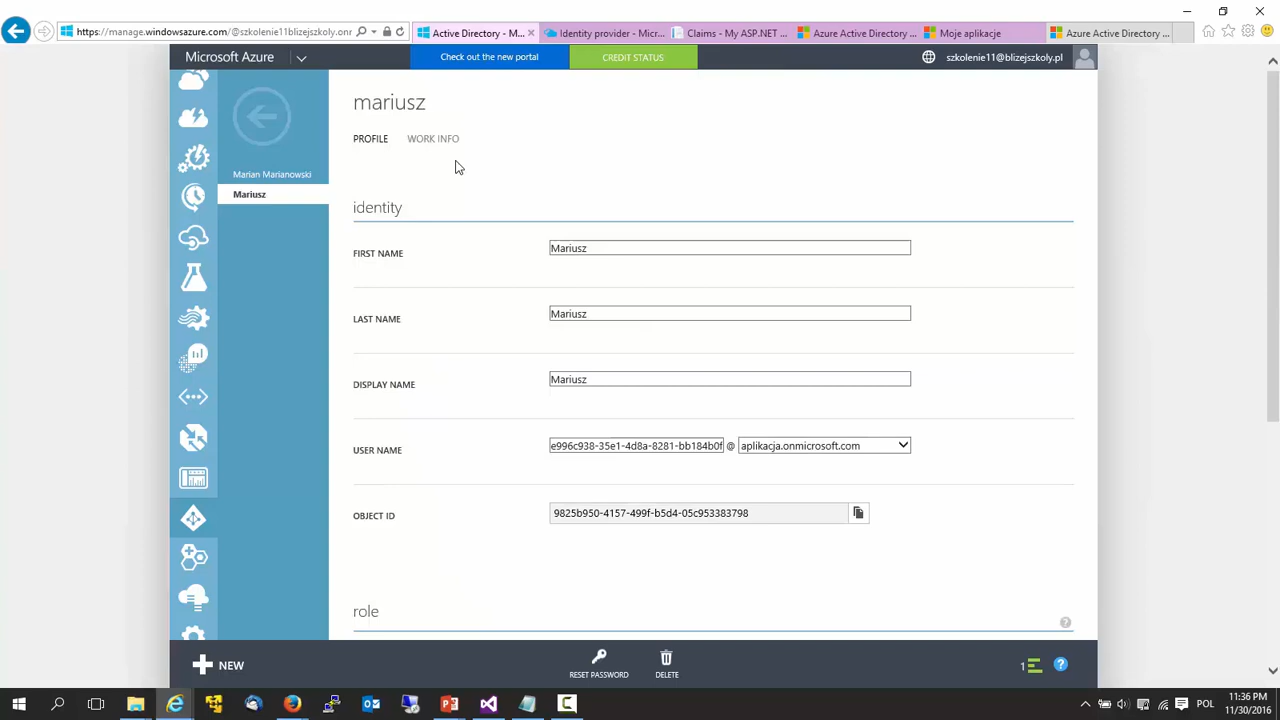 https://manage.windowsazure.com/@szkolenie11blizejszkoly.onr
Active Directory - M...
Identity provider - Micr...
Claims - My ASP.NET ...
Azure Active Directory ...
Moje aplikacje
Azure Active Directory ...
Microsoft Azure
Check out the new portal
CREDIT STATUS
szkolenie11@blizejszkoly.pl
Marian Marianowski
Mariusz
mariusz
PROFILE
WORK INFO
identity
FIRST NAME
Mariusz
LAST NAME
Mariusz
DISPLAY NAME
Mariusz
USER NAME
e996c938-35e1-4d8a-8281-bb184b0f @ aplikacja.onmicrosoft.com
OBJECT ID
9825b950-4157-499f-b5d4-05c953383798
role
?
NEW
RESET PASSWORD
DELETE
1
?
POL
11:36 PM
11/30/2016